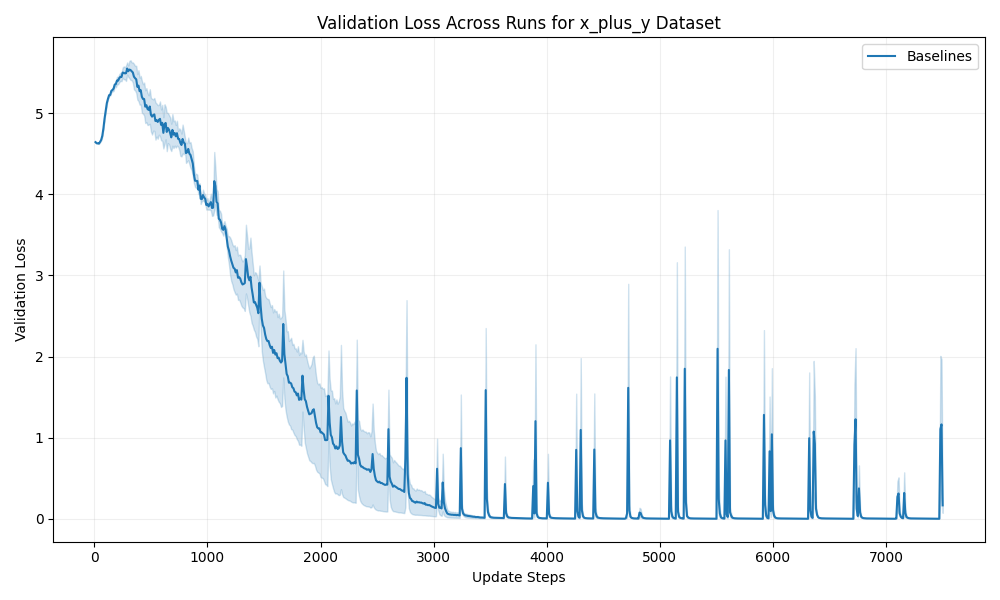 Validation Loss Across Runs for x_plus_y Dataset
Baselines
Validation Loss
5
4
3
2
1
0
0 1000 2000 3000 4000 5000 6000 7000
Update Steps